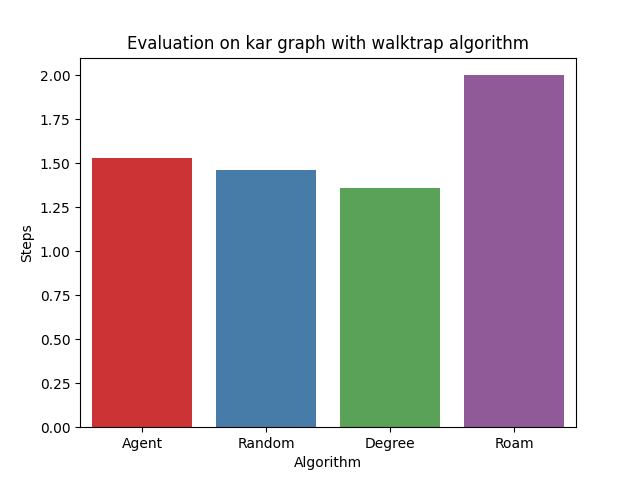 Evaluation on kar graph with walktrap algorithm
2.00
1.75
1.50
1.25
1.00
0.75
0.50
0.25
0.00
Steps
Agent Random Degree Roam
Algorithm